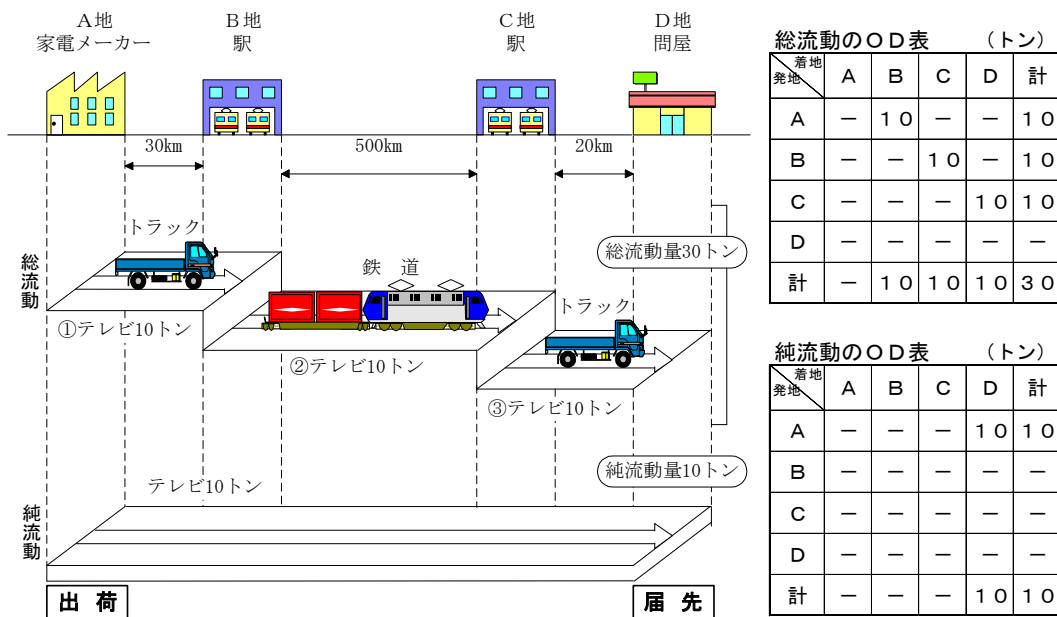 A地
家電メーカー
B地
駅
C地
駅
D地
問屋
30km
500km
20km
総流動
トラック
①テレビ10トン
鉄 道
②テレビ10トン
トラック
③テレビ10トン
総流動量30トン
純流動量10トン
純流動
テレビ10トン
出 荷
届 先
総流動のOD表 (トン)
着地
発地 A B C D 計
A － 10 － － 10
B － － 10 － 10
C － － － 10 10
D － － － － －
計 － 10 10 10 30
純流動のOD表 (トン)
着地
発地 A B C D 計
A － － － 10 10
B － － － － －
C － － － － －
D － － － － －
計 － － － 10 10